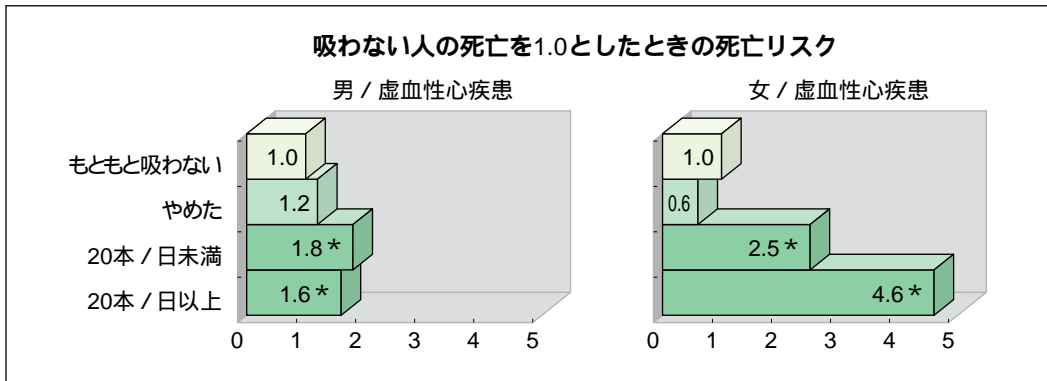 吸わない人の死亡を1.0としたときの死亡リスク
男 / 虚血性心疾患
もともと吸わない 1.0
やめた 1.2
20本 / 日未満 1.8*
20本 / 日以上 1.6*
0 1 2 3 4 5
女 / 虚血性心疾患
1.0
0.6
2.5*
4.6*
0 1 2 3 4 5